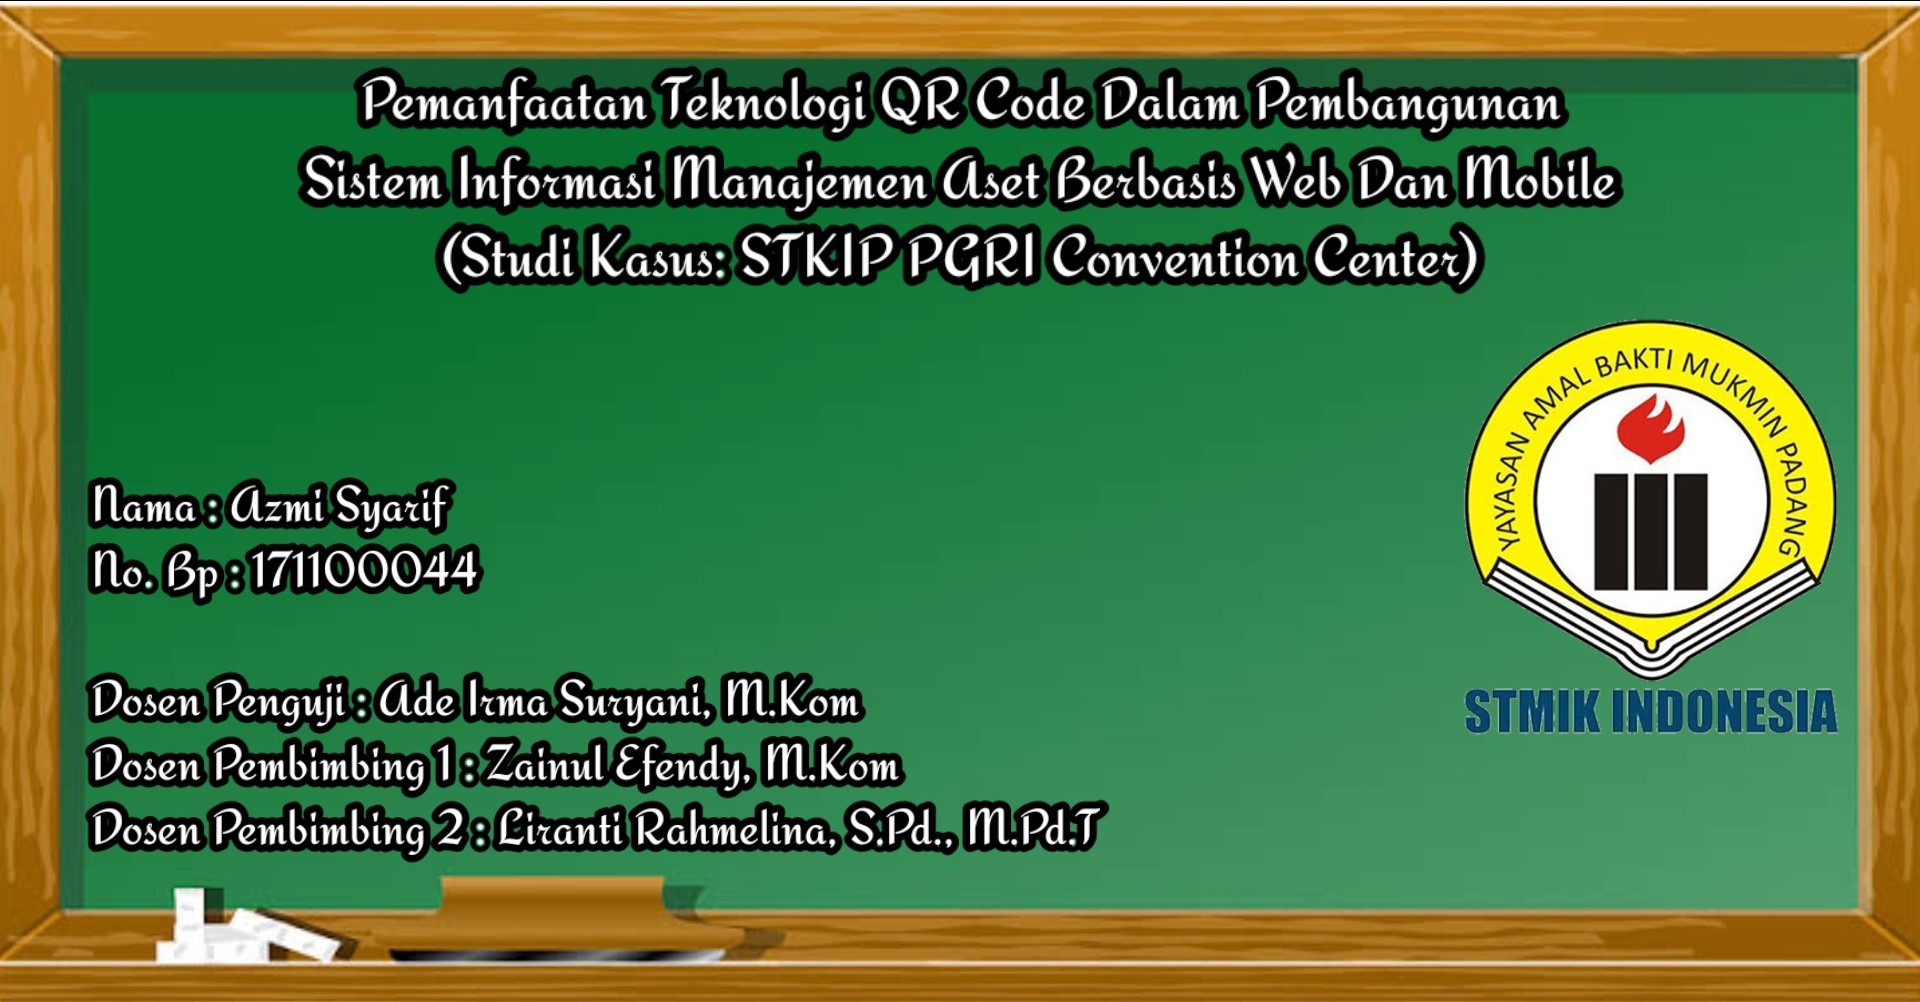 Pemanfaatan Teknologi QR Code Dalam Pembangunan
Sistem Informasi Manajemen Aset Berbasis Web Dan Mobile
(Studi Kasus: STKIP PGRI Convention Center)
YAYASAN AMAL BAKTI MUKMIN PADANG
STMIK INDONESIA
Nama : Azmi Syarif
No. Bp : 171100044
Dosen Penguji : Ade Irma Suryani, M.Kom
Dosen Pembimbing 1 : Zainul Efendy, M.Kom
Dosen Pembimbing 2 : Liranti Rahmelina, S.Pd., M.Pd.T